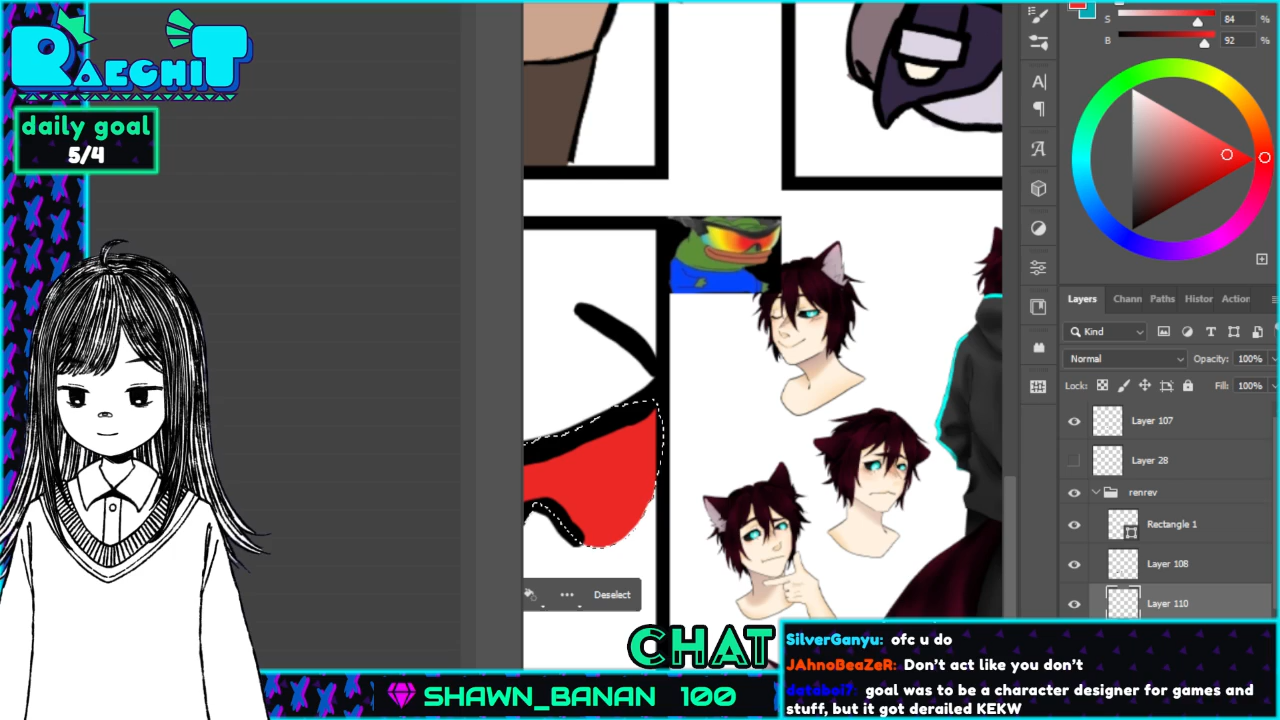 RAECHIT
daily goal
5/4
S 84 %
B 92 %
Layers Chann Paths Histor Action
Kind
Normal Opacity: 100%
Lock: Fill: 100%
Layer 107
Layer 28
renrev
Rectangle 1
Layer 108
Layer 110
Deselect
CHAT
SilverGanyu: ofc u do
JAhnoBeaZeR: Don't act like you don't
datoboi7: goal was to be a character designer for games and
stuff, but it got derailed KEKW
SHAWN_BANAN 100